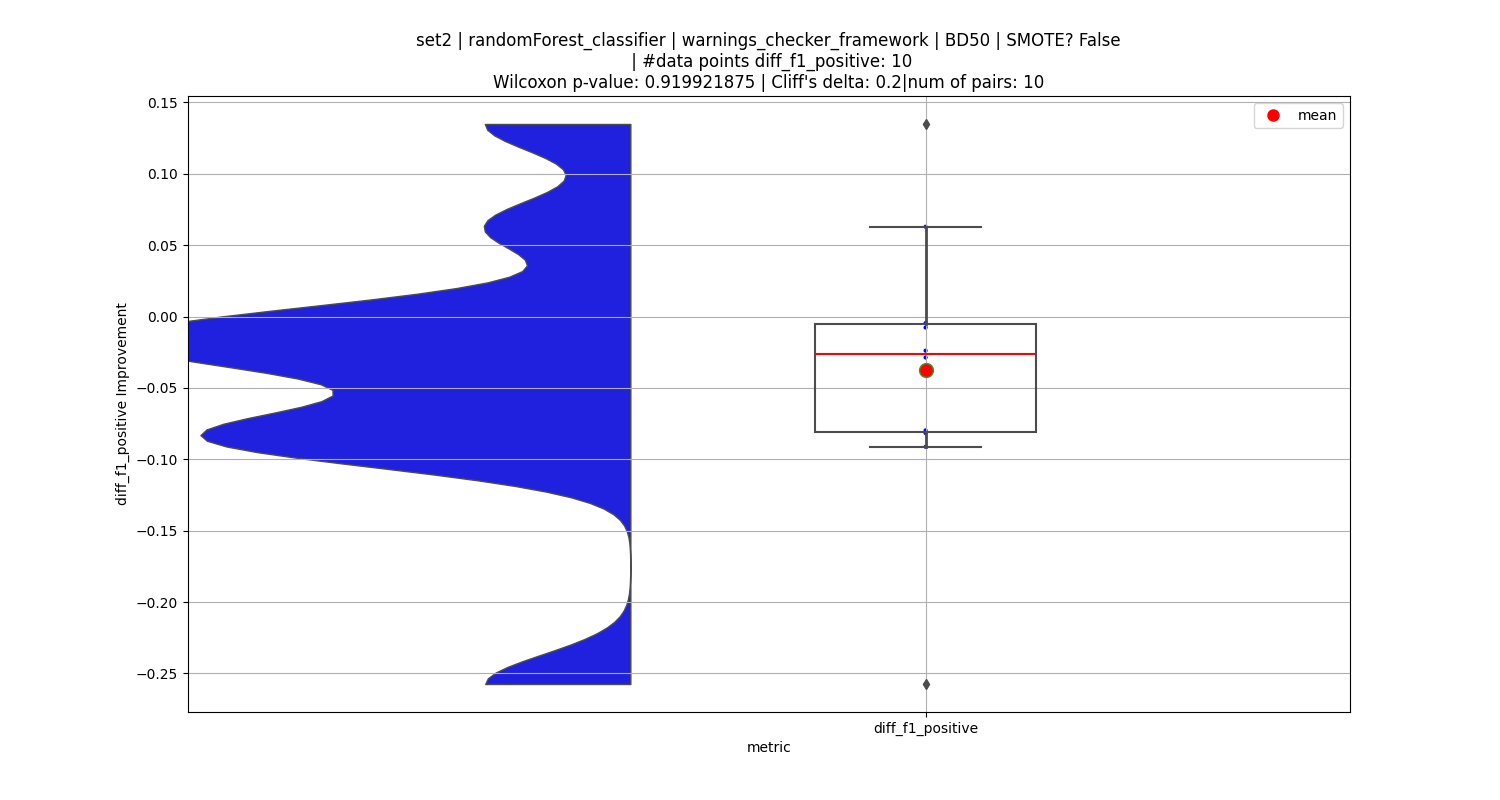 set2 | randomForest_classifier | warnings_checker_framework | BD50 | SMOTE? False
| #data points diff_f1_positive: 10
Wilcoxon p-value: 0.919921875 | Cliff's delta: 0.2|num of pairs: 10
mean
0.15
0.10
0.05
0.00
−0.05
−0.10
−0.15
−0.20
−0.25
diff_f1_positive Improvement
diff_f1_positive
metric